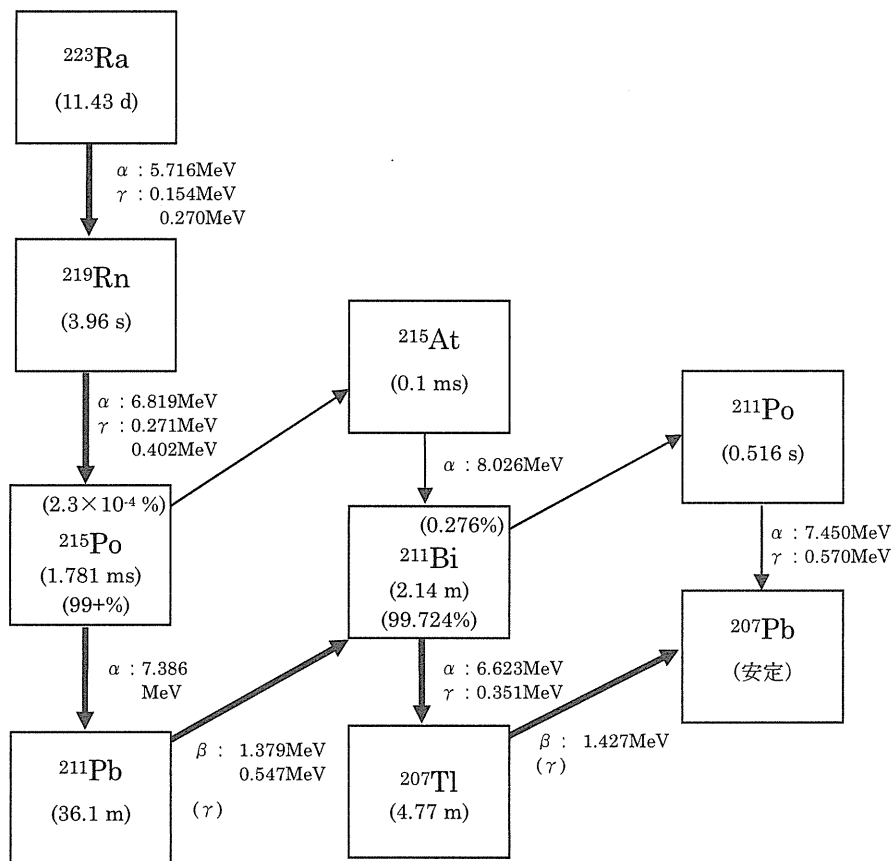 ²²³Ra
(11.43 d)
α : 5.716MeV
γ : 0.154MeV
0.270MeV
²¹⁹Rn
(3.96 s)
α : 6.819MeV
γ : 0.271MeV
0.402MeV
(2.3×10⁻⁴ %)
²¹⁵Po
(1.781 ms)
(99+%)
α : 7.386
MeV
²¹¹Pb
(36.1 m)
β : 1.379MeV
0.547MeV
(γ)
²¹⁵At
(0.1 ms)
α : 8.026MeV
(0.276%)
²¹¹Bi
(2.14 m)
(99.724%)
α : 6.623MeV
γ : 0.351MeV
²⁰⁷Tl
(4.77 m)
β : 1.427MeV
(γ)
²¹¹Po
(0.516 s)
α : 7.450MeV
γ : 0.570MeV
²⁰⁷Pb
(安定)